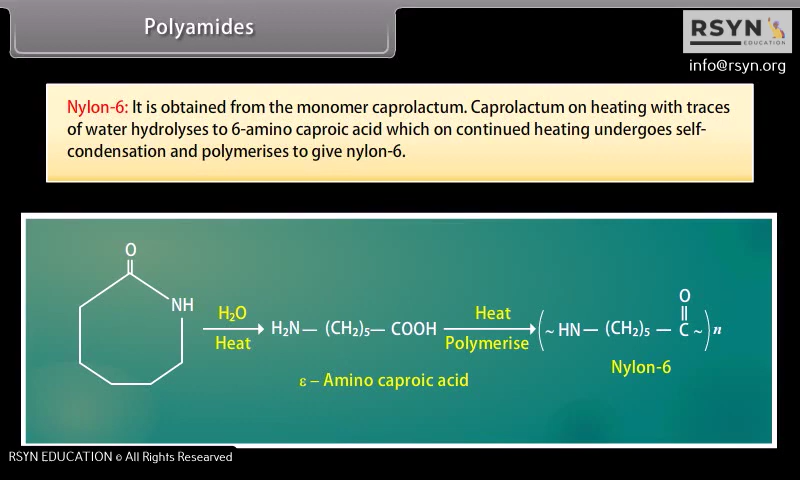 Polyamides
RSYN
EDUCATION
info@rsyn.org
Nylon-6: It is obtained from the monomer caprolactum. Caprolactum on heating with traces
of water hydrolyses to 6-amino caproic acid which on continued heating undergoes self-
condensation and polymerises to give nylon-6.
O
NH
H₂O
Heat
H₂N— (CH₂)₅— COOH
ε – Amino caproic acid
Heat
Polymerise
O
(~ HN— (CH₂)₅ — C ~)n
Nylon-6
RSYN EDUCATION © All Rights Researved